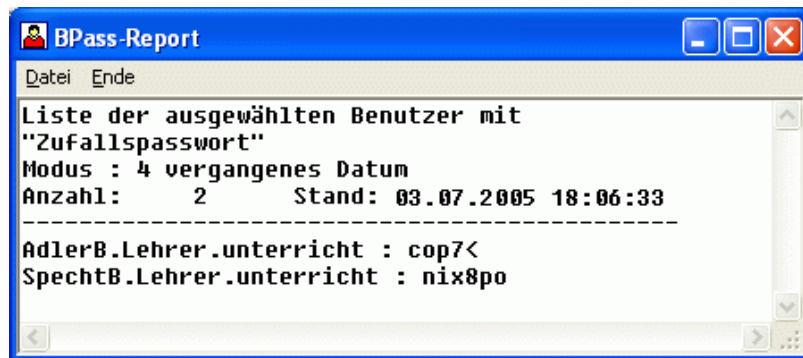 BPass-Report
Datei Ende
Liste der ausgewählten Benutzer mit
"Zufallspasswort"
Modus : 4 vergangenes Datum
Anzahl: 2 Stand: 03.07.2005 18:06:33
-----------------------------------------------
AdlerB.Lehrer.unterricht : cop7<
SpechtB.Lehrer.unterricht : nix8po